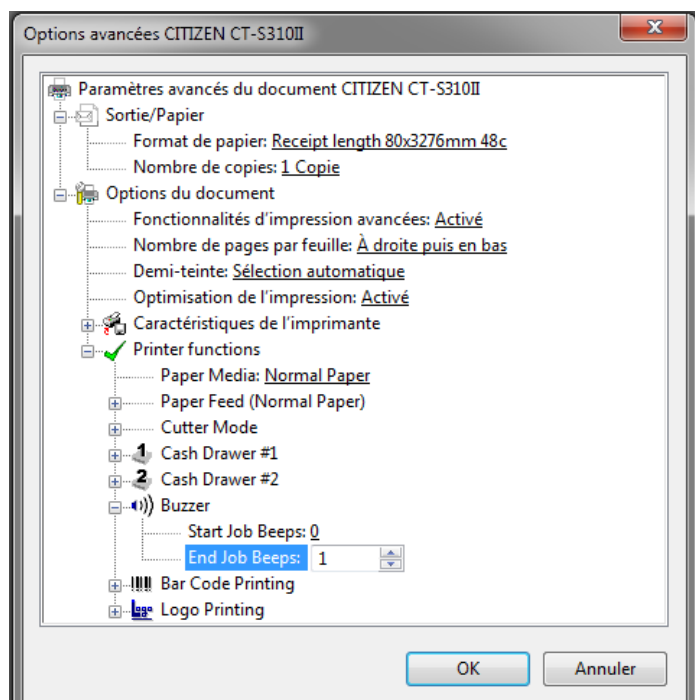 Options avancées CITIZEN CT-S310II
Paramètres avancés du document CITIZEN CT-S310II
Sortie/Papier
Format de papier: Receipt length 80x3276mm 48c
Nombre de copies: 1 Copie
Options du document
Fonctionnalités d'impression avancées: Activé
Nombre de pages par feuille: À droite puis en bas
Demi-teinte: Sélection automatique
Optimisation de l'impression: Activé
Caractéristiques de l'imprimante
Printer functions
Paper Media: Normal Paper
Paper Feed (Normal Paper)
Cutter Mode
1 Cash Drawer #1
2 Cash Drawer #2
Buzzer
Start Job Beeps: 0
End Job Beeps: 1
Bar Code Printing
Logo Logo Printing
OK Annuler